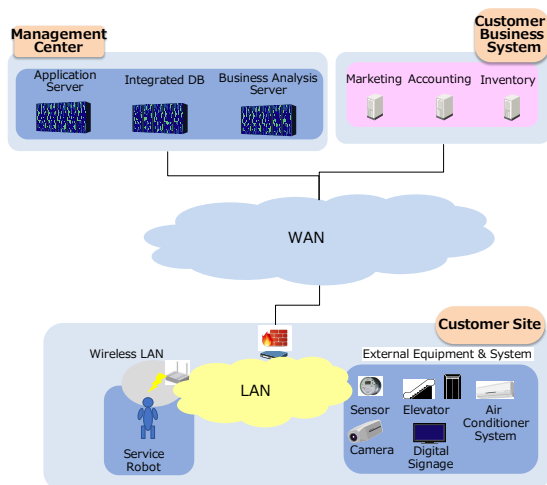 Management
Center
Customer
Business
System
Application
Server
Integrated DB
Business Analysis
Server
Marketing
Accounting
Inventory
WAN
Customer Site
Wireless LAN
External Equipment & System
LAN
Sensor
Elevator
Air
Conditioner
System
Camera
Digital
Signage
Service
Robot